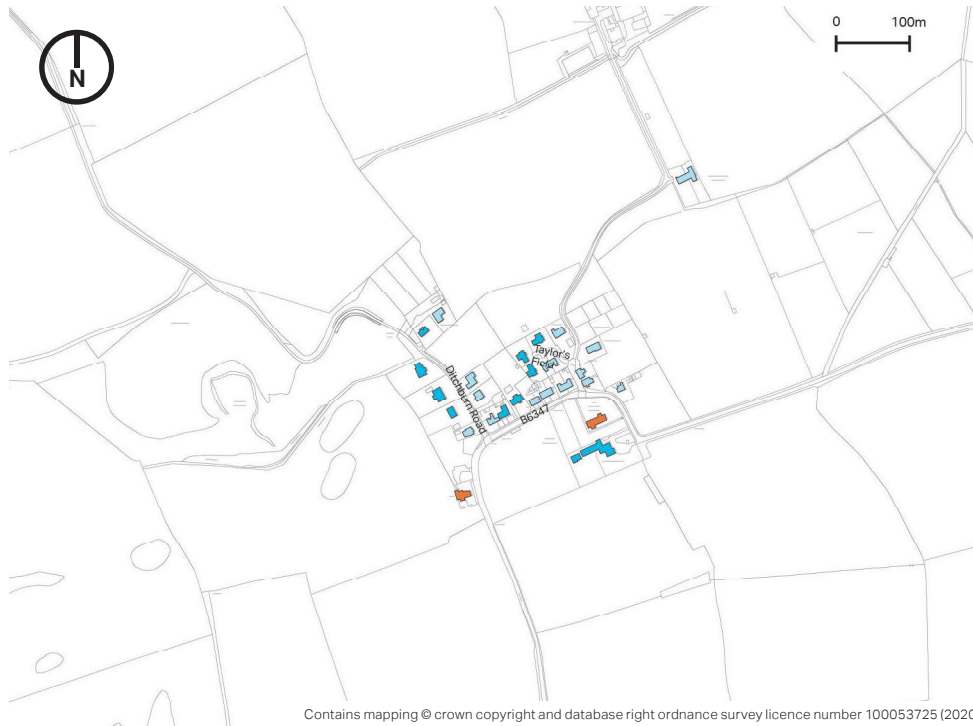 0 100m
N
Taylor's
Ditchburn Road
B6347
Contains mapping © crown copyright and database right ordnance survey licence number 100053725 (2020